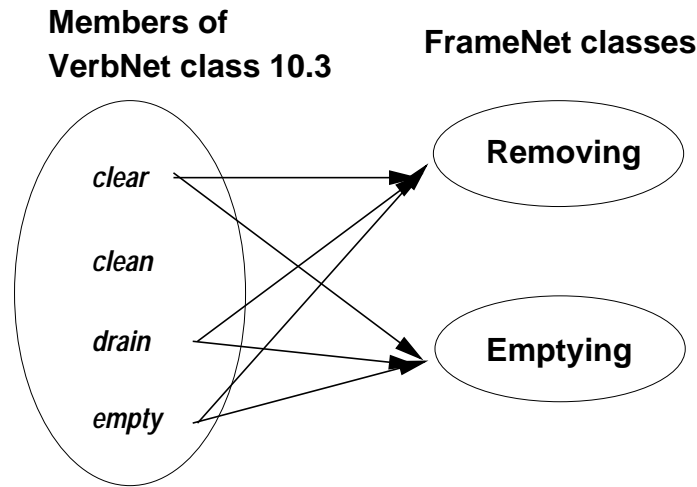 Members of
VerbNet class 10.3
FrameNet classes
clear
clean
drain
empty
Removing
Emptying